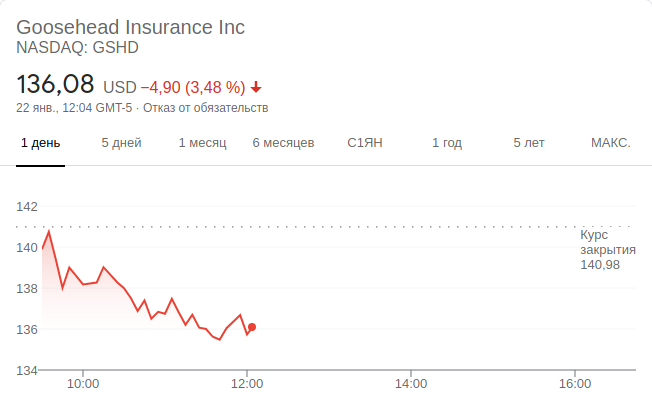 Goosehead Insurance Inc
NASDAQ: GSHD
136,08 USD −4,90 (3,48 %)
22 янв., 12:04 GMT-5 · Отказ от обязательств
1 день 5 дней 1 месяц 6 месяцев С1ЯН 1 год 5 лет МАКС.
142
140
138
136
134
Курс
закрытия
140,98
10:00 12:00 14:00 16:00